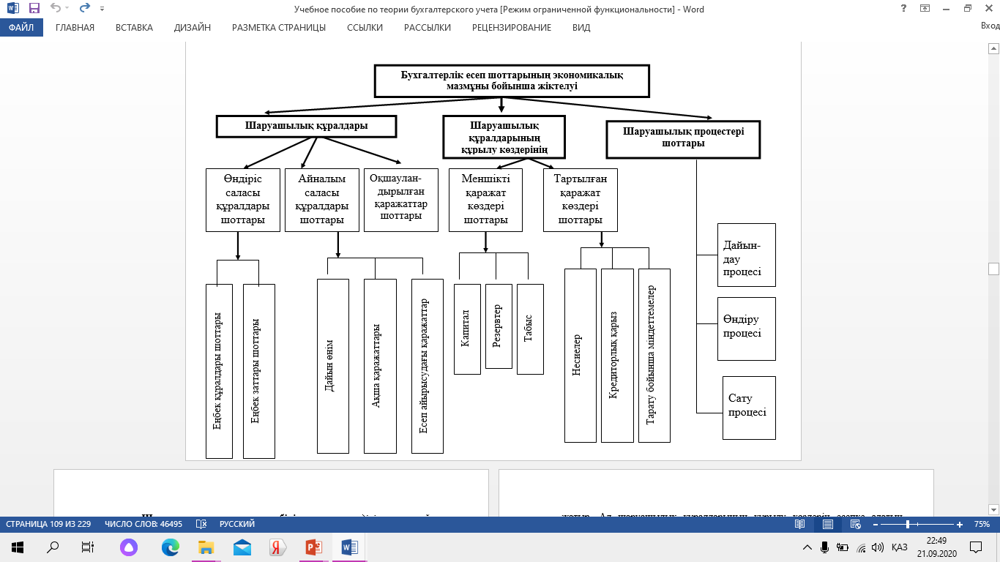 Учебное пособие по теории бухгалтерского учета [Режим ограниченной функциональности] - Word
Вход
ФАЙЛ ГЛАВНАЯ ВСТАВКА ДИЗАЙН РАЗМЕТКА СТРАНИЦЫ ССЫЛКИ РАССЫЛКИ РЕЦЕНЗИРОВАНИЕ ВИД
Бухгалтерлік есеп шоттарының экономикалық
мазмұны бойынша жіктелуі
Шаруашылық құралдары
Шаруашылық
құралдарының
құрылу көздерінің
Шаруашылық процестері
шоттары
Өндіріс
саласы
құралдары
шоттары
Айналым
саласы
құралдары
шоттары
Оқшаулан-
дырылған
қаражаттар
шоттары
Меншікті
қаражат
көздері
шоттары
Тартылған
қаражат
көздері
шоттары
Еңбек құралдары шоттары
Еңбек заттары шоттары
Дайын өнім
Ақша қаражаттары
Есеп айырысудағы қаражаттар
Капитал
Резервтер
Табыс
Несиелер
Кредиторлық қарыз
Тарату бойынша міндеттемелер
Дайын-
дау
процесі
Өндіру
процесі
Сату
процесі
СТРАНИЦА 109 ИЗ 229 ЧИСЛО СЛОВ: 46495 РУССКИЙ 75%
ҚАЗ
22:49
21.09.2020